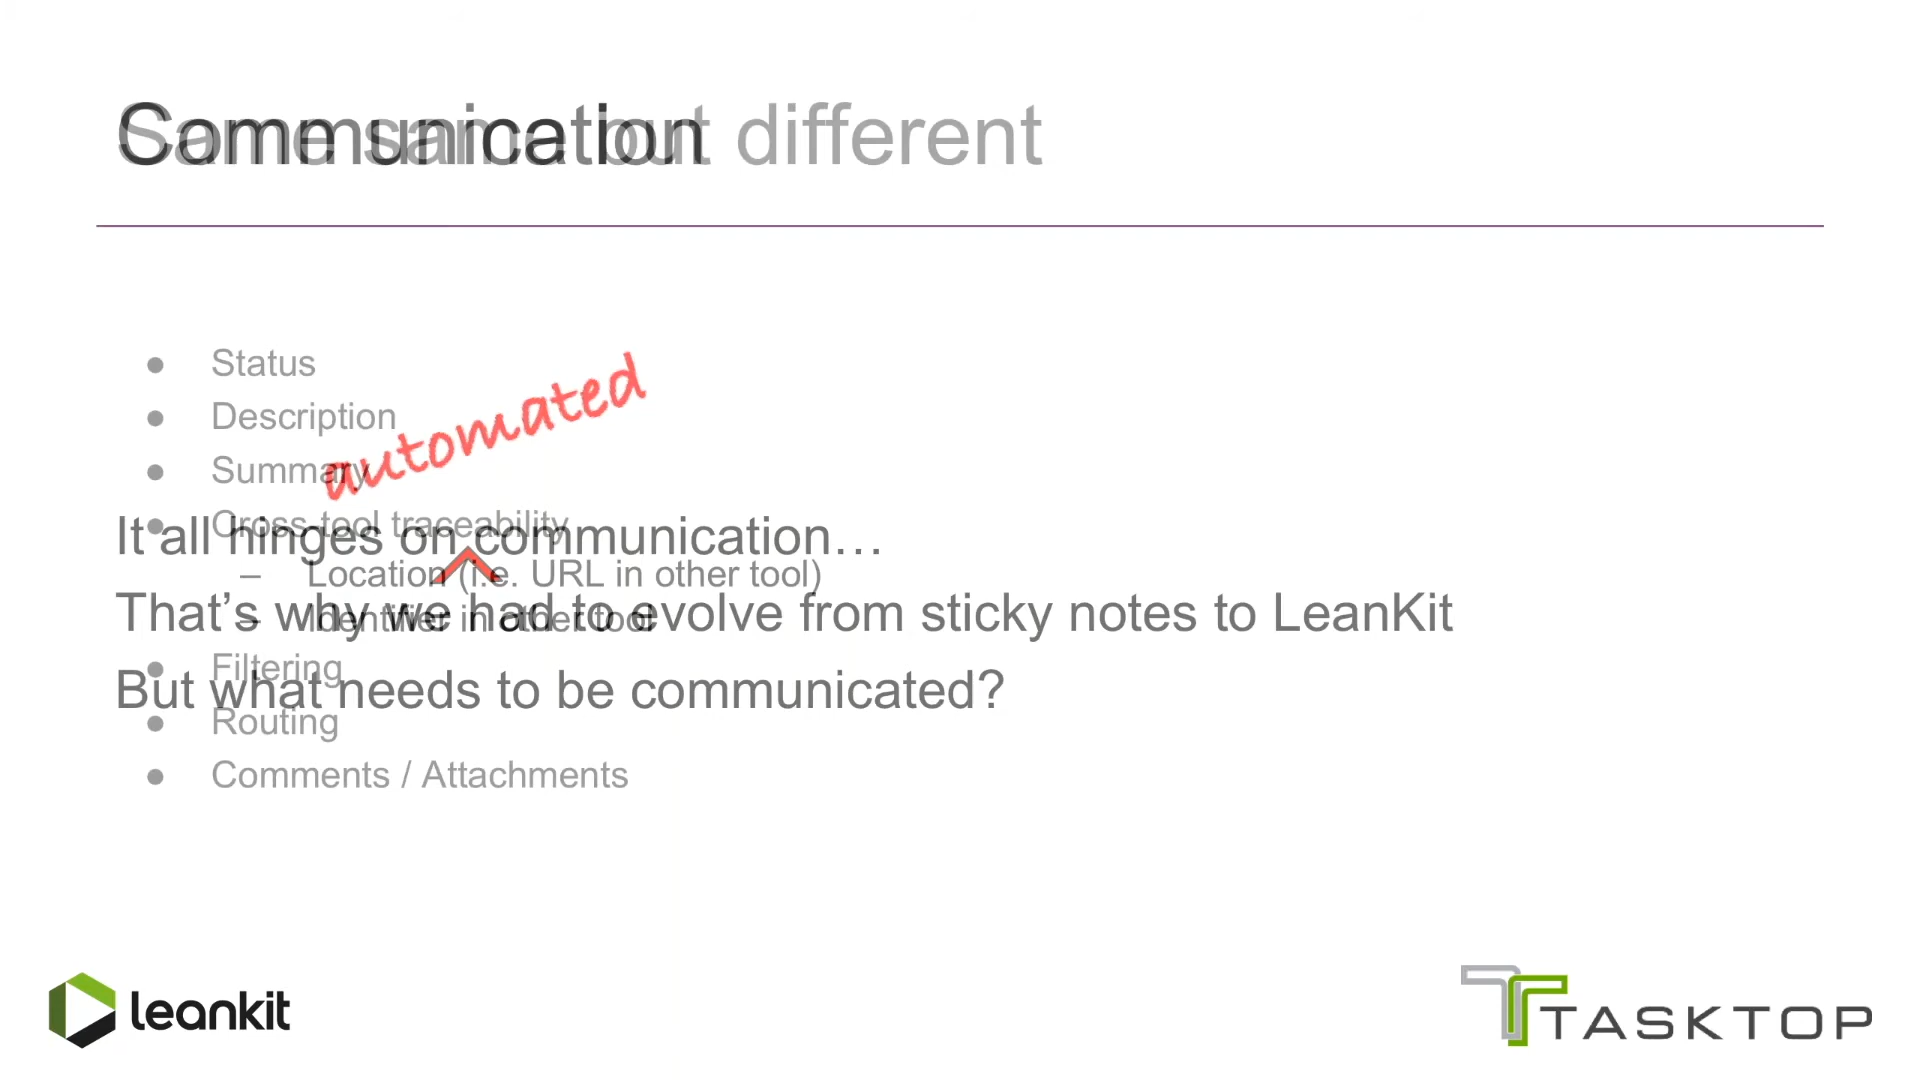 Communication
Same same but different
It all hinges on communication…
automated
That’s why we had to evolve from sticky notes to LeanKit
But what needs to be communicated?
● Status
● Description
● Summary
● Cross-tool traceability
– Location (i.e. URL in other tool)
– Identifier in other tool
● Filtering
● Routing
● Comments / Attachments
leankit
TASKTOP